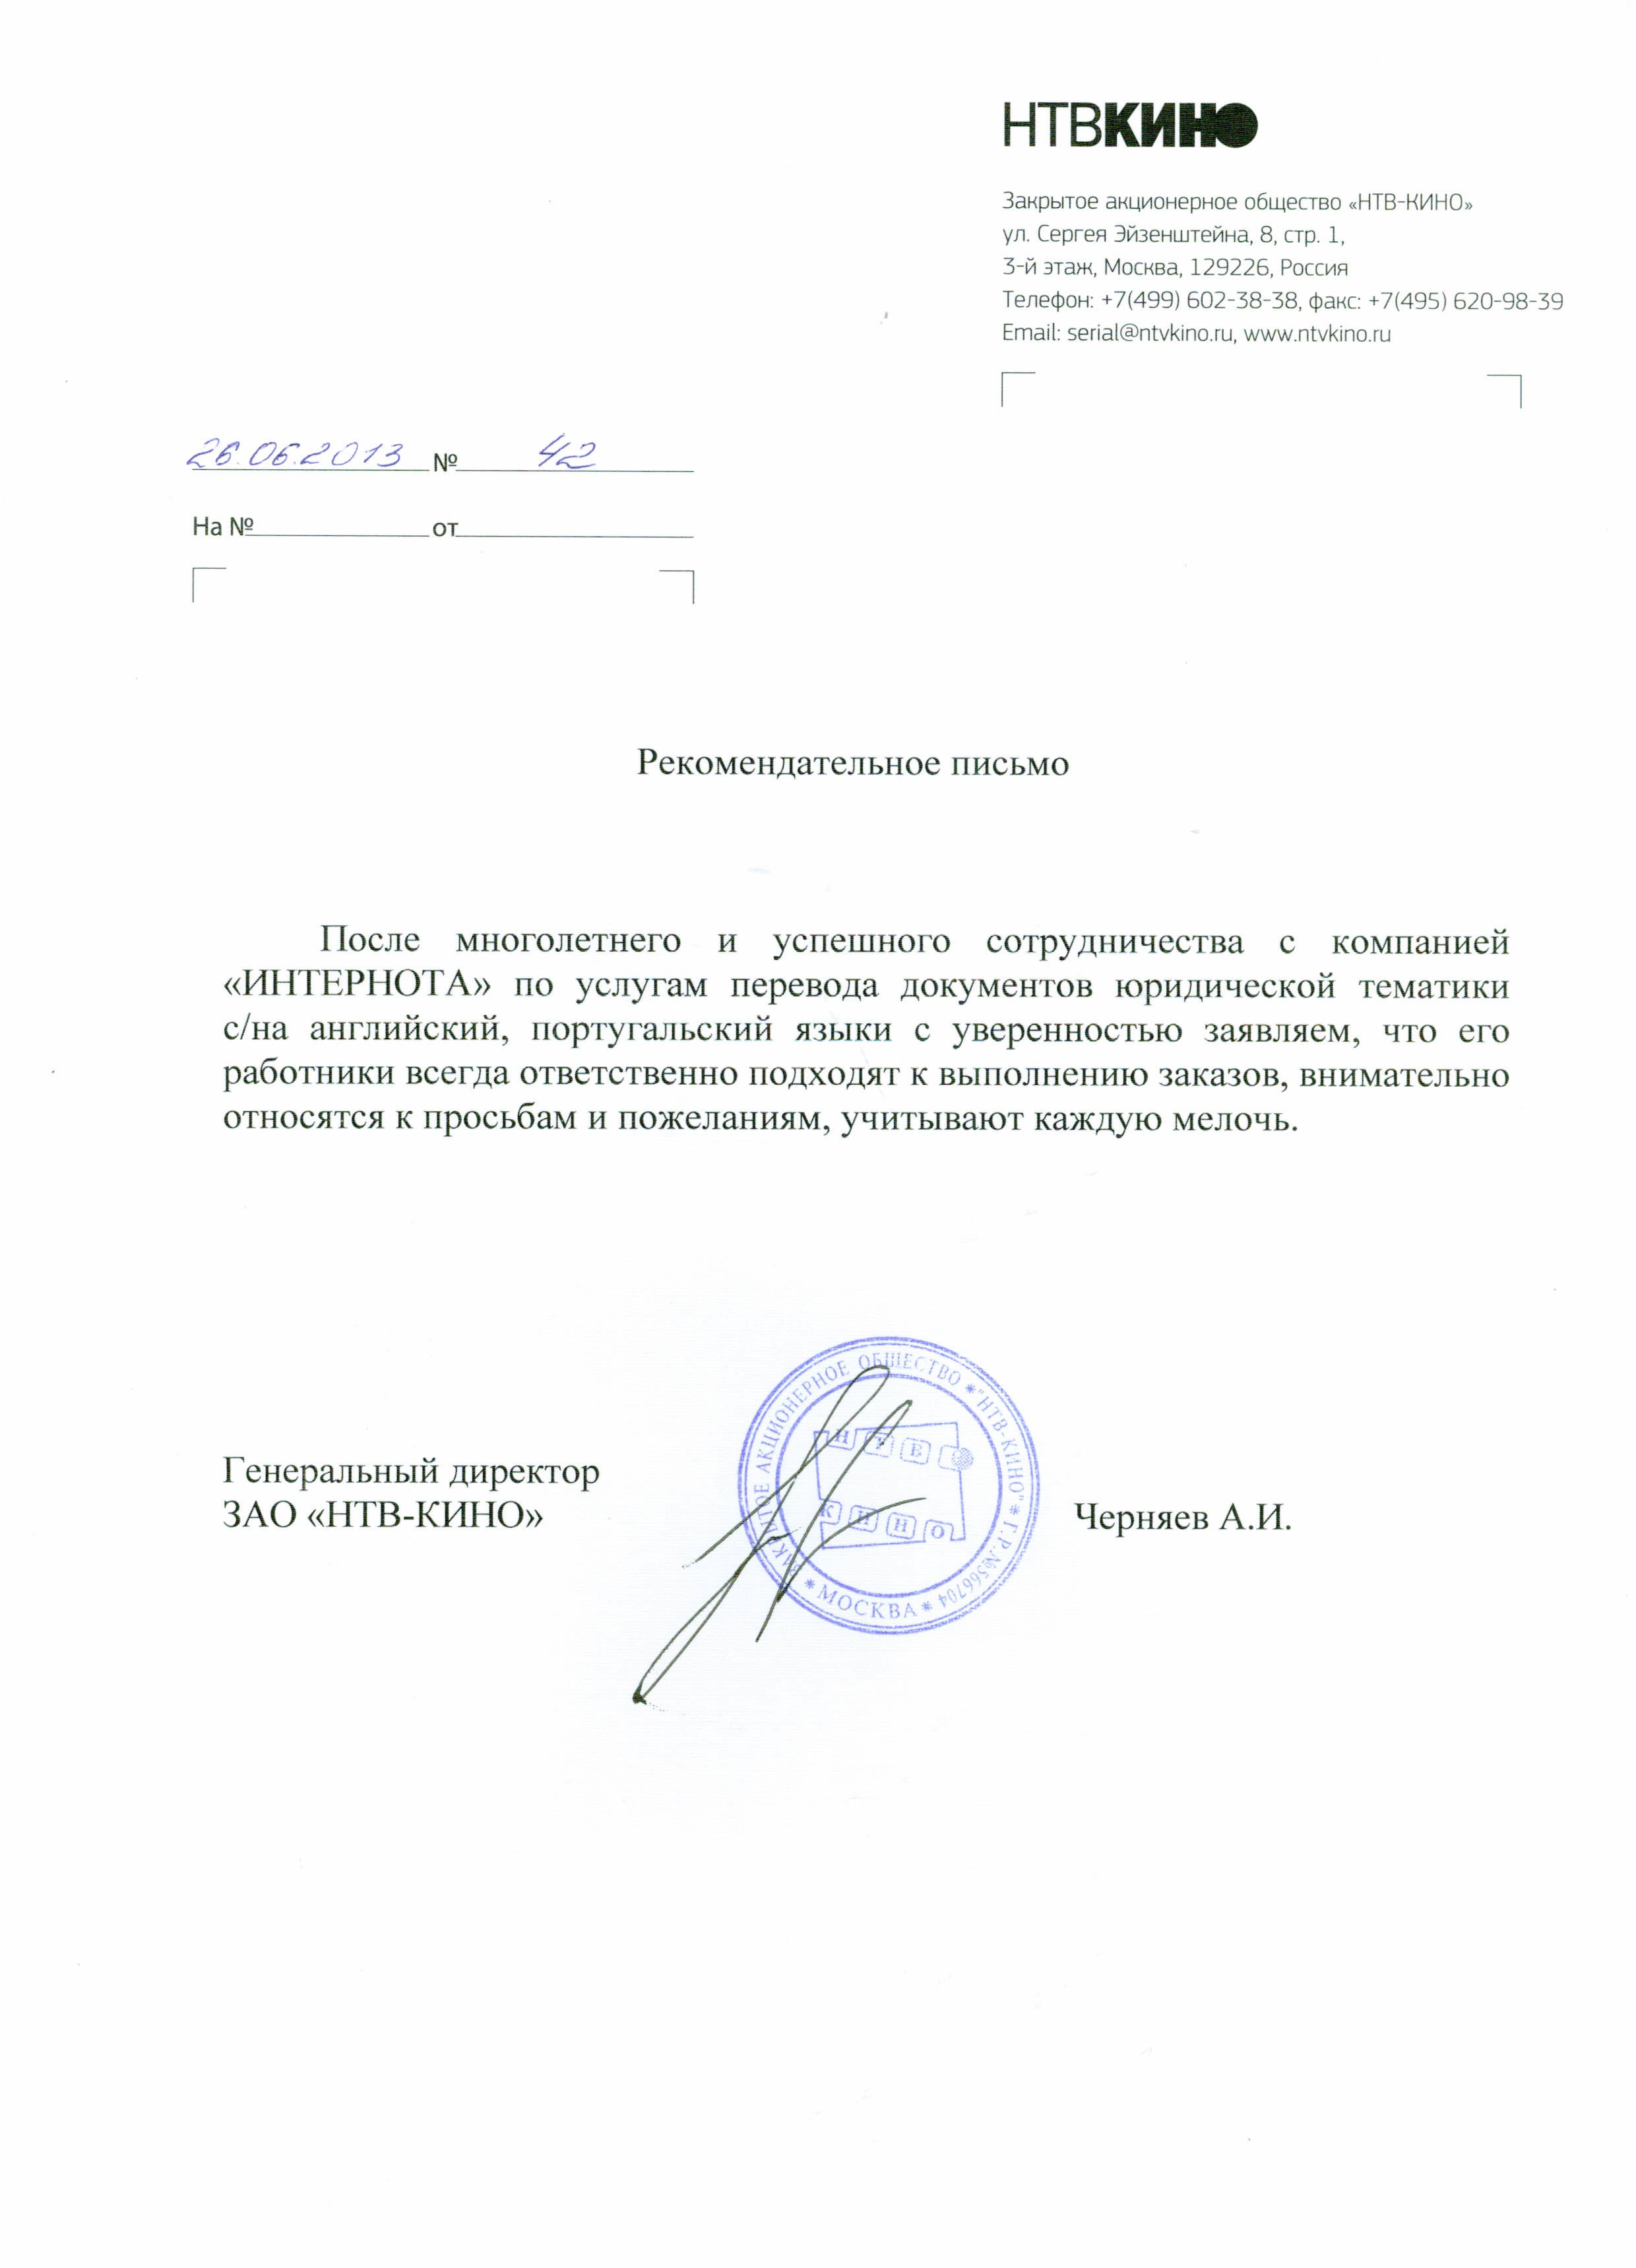 НТВКИНО
Закрытое акционерное общество «НТВ-КИНО»
ул. Сергея Эйзенштейна, 8, стр. 1,
3-й этаж, Москва, 129226, Россия
Телефон: +7(499) 602-38-38, факс: +7(495) 620-98-39
Email: serial@ntvkino.ru, www.ntvkino.ru
26.06.2013 № 42
На № от
Рекомендательное письмо
После многолетнего и успешного сотрудничества с компанией
«ИНТЕРНОТА» по услугам перевода документов юридической тематики
с/на английский, португальский языки с уверенностью заявляем, что его
работники всегда ответственно подходят к выполнению заказов, внимательно
относятся к просьбам и пожеланиям, учитывают каждую мелочь.
Генеральный директор
ЗАО «НТВ-КИНО» Черняев А.И.
ЗАКРЫТОЕ АКЦИОНЕРНОЕ ОБЩЕСТВО * "НТВ-КИНО" * Г.Р.№566704 * МОСКВА *
КИНО